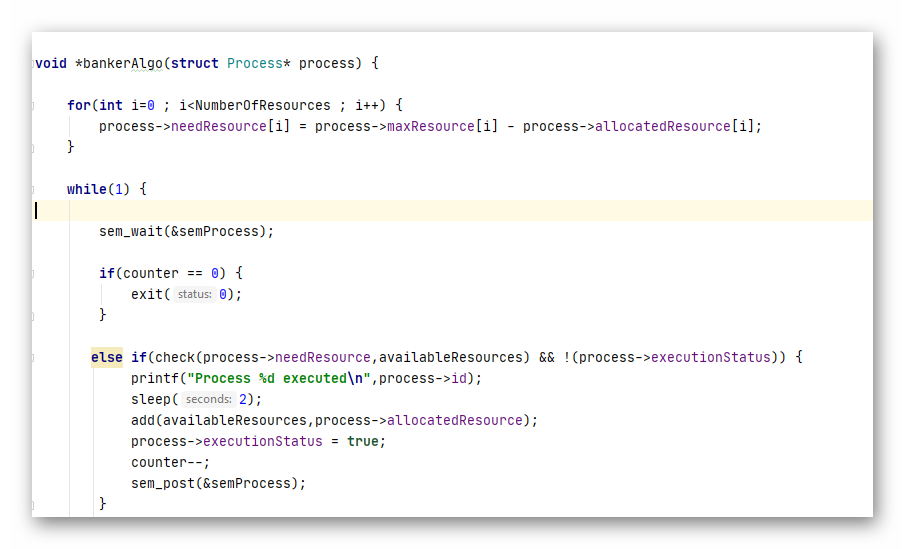 void *bankerAlgo(struct Process* process) {
for(int i=0 ; i<NumberOfResources ; i++) {
process->needResource[i] = process->maxResource[i] - process->allocatedResource[i];
}
while(1) {
sem_wait(&semProcess);
if(counter == 0) {
exit( status: 0);
}
else if(check(process->needResource,availableResources) && !(process->executionStatus)) {
printf("Process %d executed\n",process->id);
sleep( seconds: 2);
add(availableResources,process->allocatedResource);
process->executionStatus = true;
counter--;
sem_post(&semProcess);
}